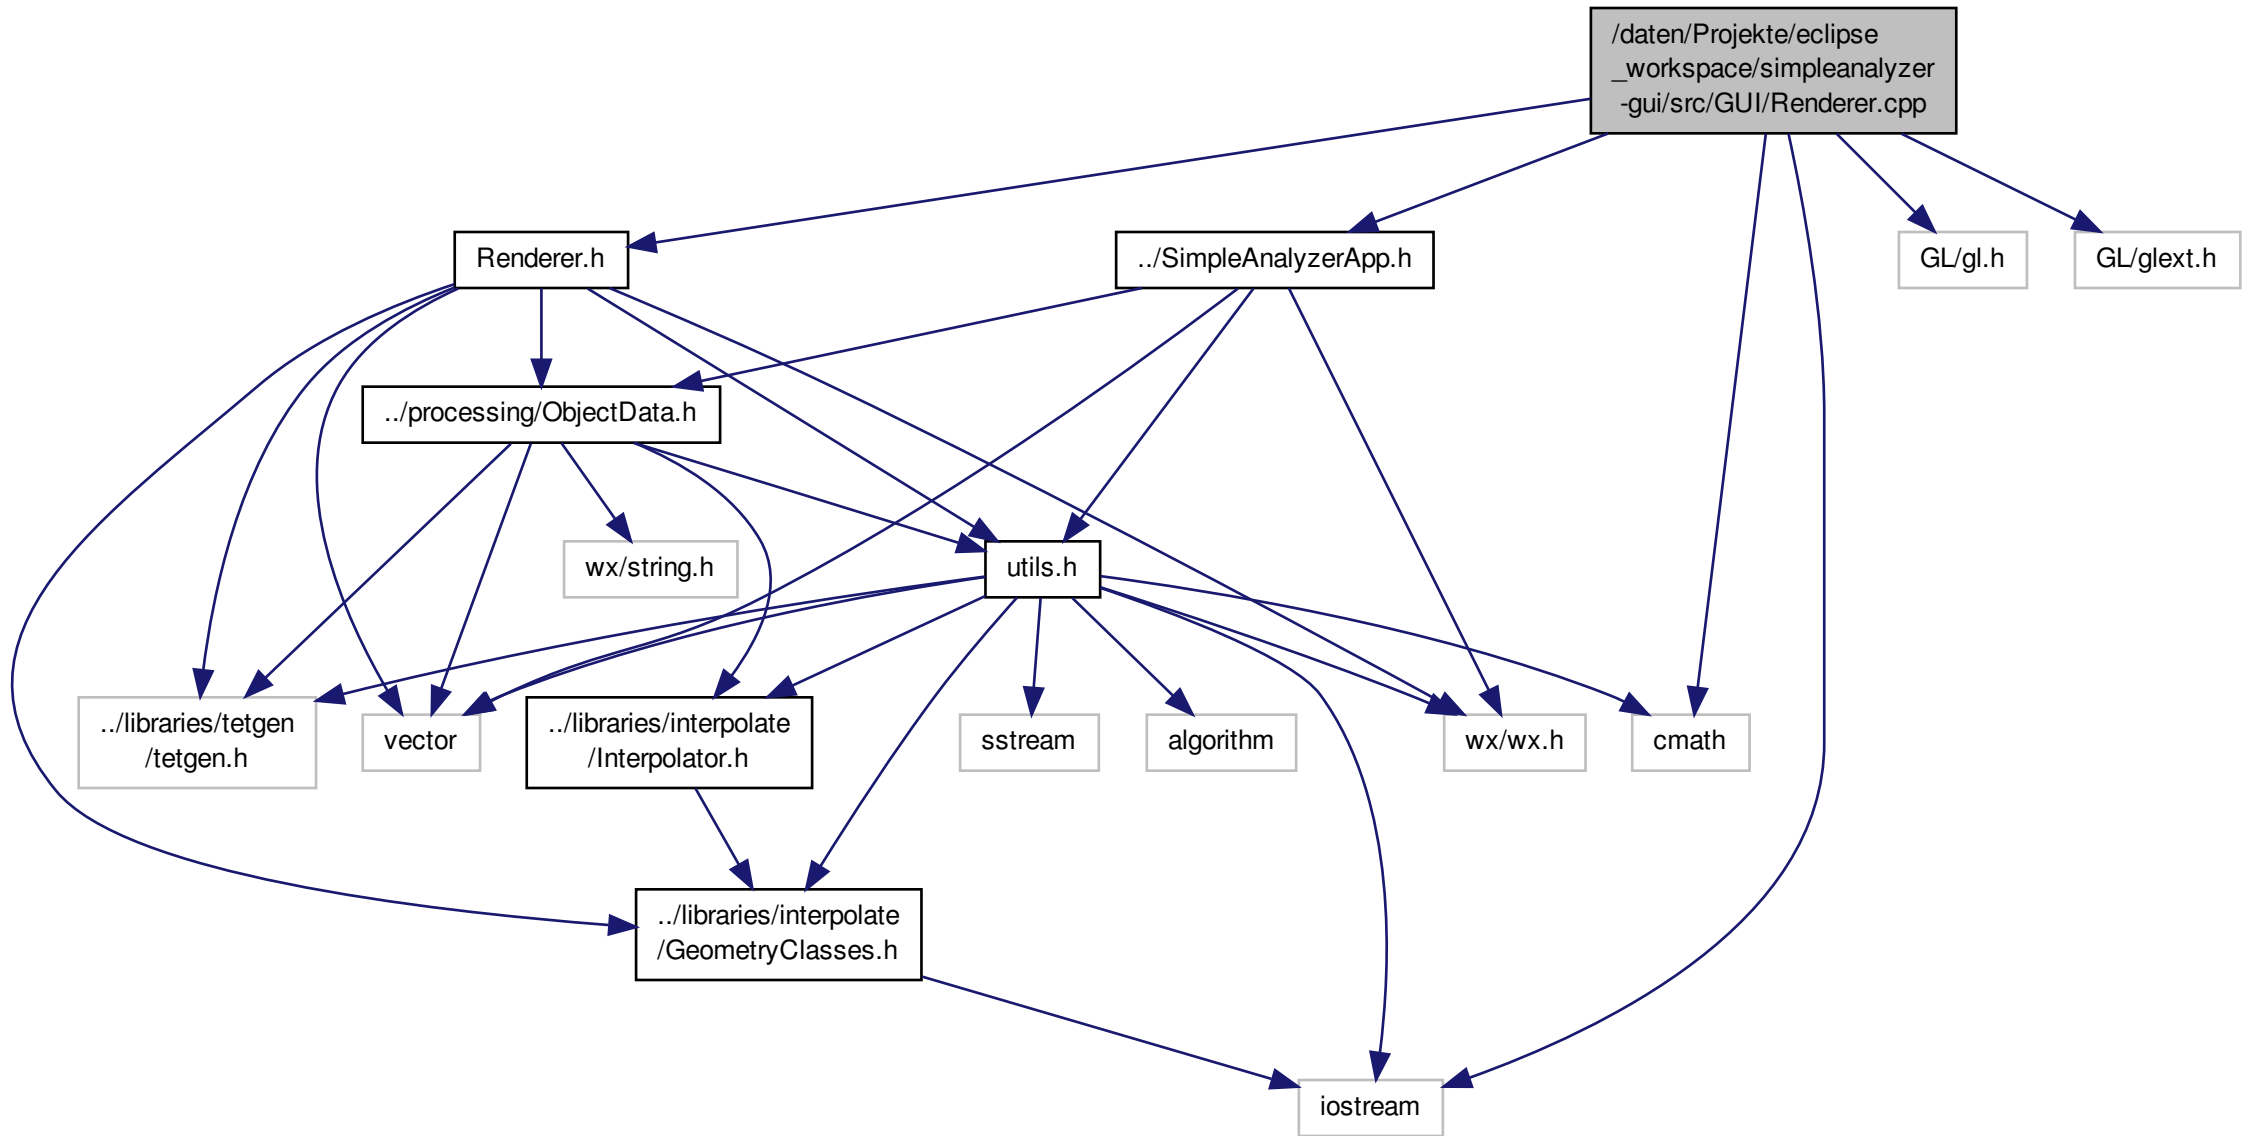 /daten/Projekte/eclipse
_workspace/simpleanalyzer
-gui/src/GUI/Renderer.cpp
Renderer.h
../SimpleAnalyzerApp.h
GL/gl.h
GL/glext.h
../processing/ObjectData.h
wx/string.h
utils.h
../libraries/tetgen
/tetgen.h
vector
../libraries/interpolate
/Interpolator.h
sstream
algorithm
wx/wx.h
cmath
../libraries/interpolate
/GeometryClasses.h
iostream